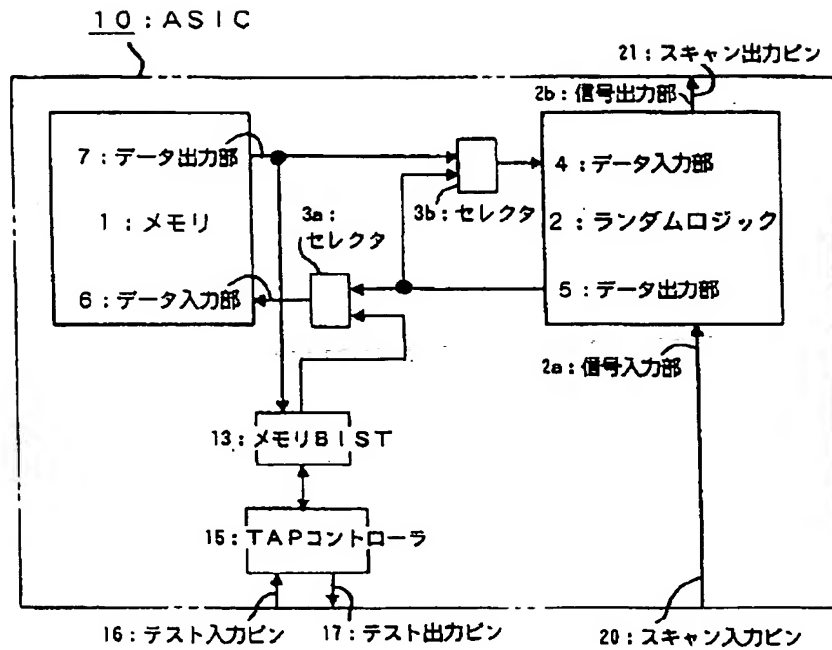 10:ASIC
21:スキャン出力ピン
2b:信号出力部
7:データ出力部
4:データ入力部
1:メモリ
3a:
セレクタ
3b:セレクタ
2:ランダムロジック
6:データ入力部
5:データ出力部
2a:信号入力部
13:メモリBIST
15:TAPコントローラ
16:テスト入力ピン
17:テスト出力ピン
20:スキャン入力ピン